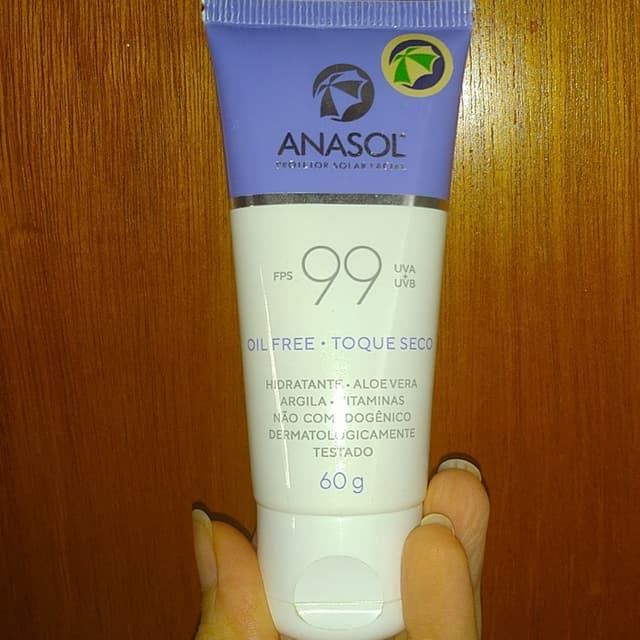 ANASOL
PROTETOR SOLAR FACIAL
FPS 99 UVA + UVB
OIL FREE • TOQUE SECO
HIDRATANTE • ALOE VERA
ARGILA • VITAMINAS
NÃO COMEDOGÊNICO
DERMATOLOGICAMENTE
TESTADO
60 g